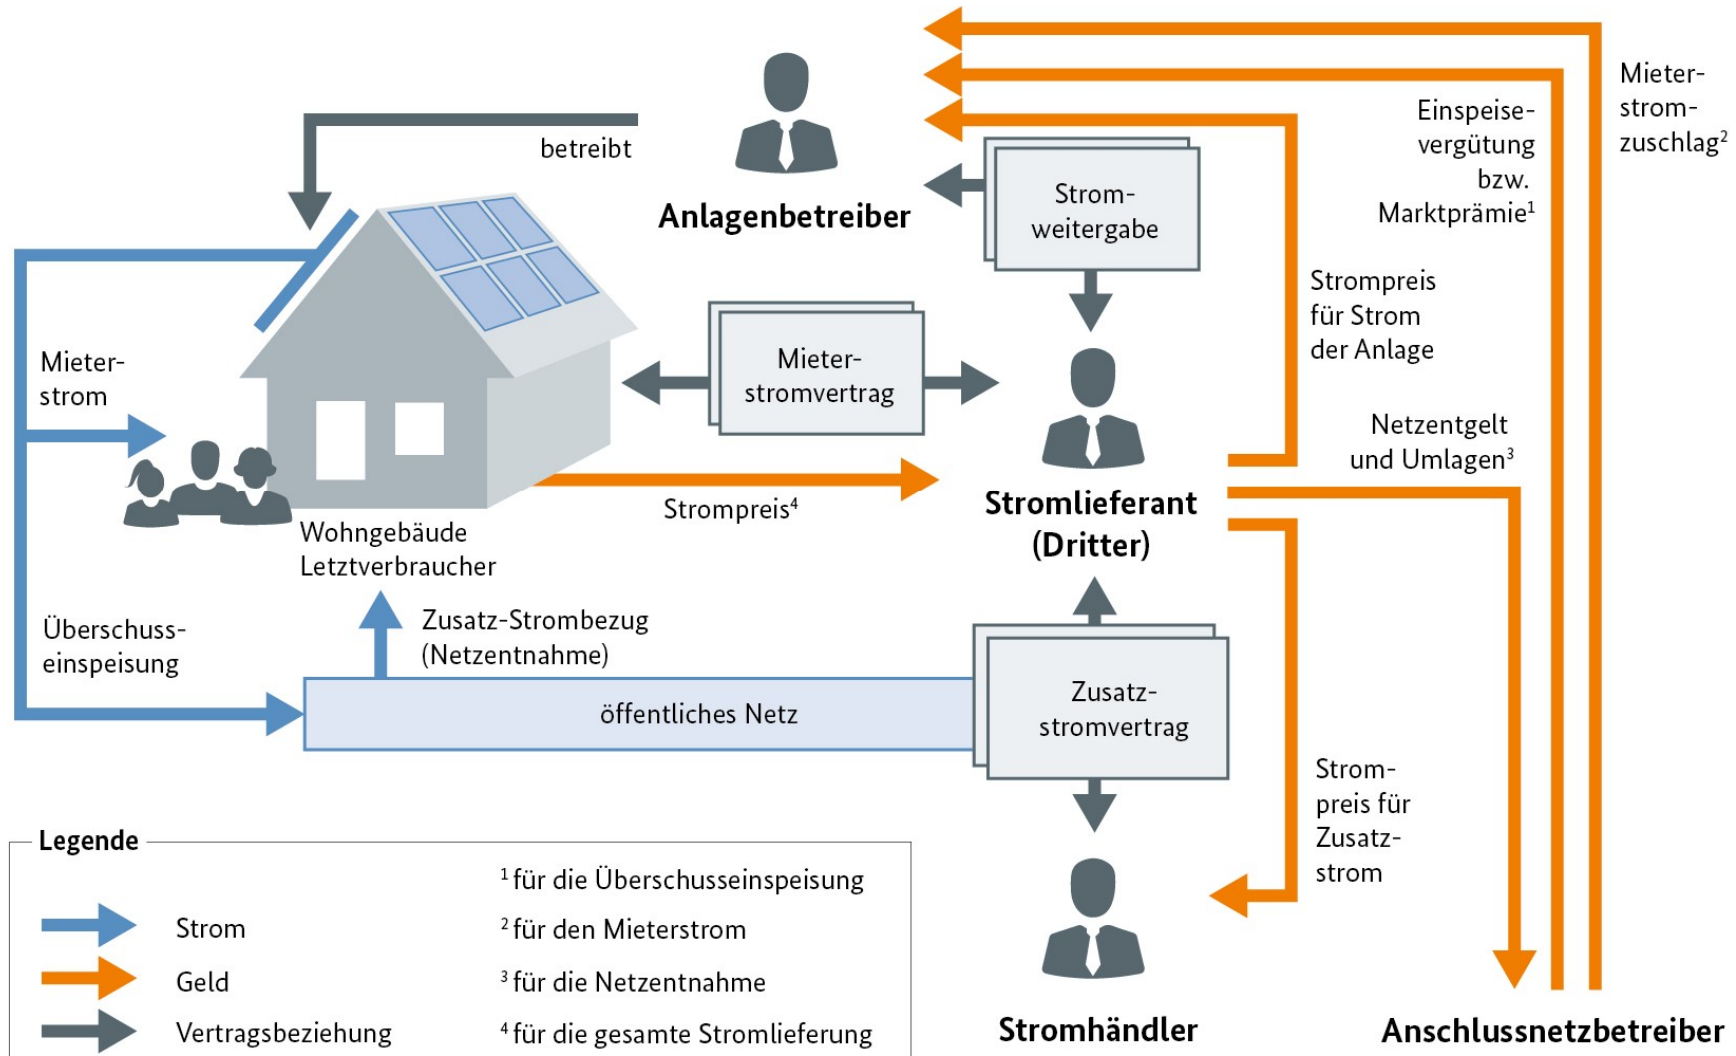 betreibt
Anlagenbetreiber
Strom-
weitergabe
Einspeise-
vergütung
bzw.
Marktprämie¹
Mieter-
strom-
zuschlag²
Strompreis
für Strom
der Anlage
Mieter-
strom
Mieter-
stromvertrag
Netzentgelt
und Umlagen³
Strompreis⁴
Stromlieferant
(Dritter)
Wohngebäude
Letztverbraucher
Überschuss-
einspeisung
Zusatz-Strombezug
(Netzentnahme)
öffentliches Netz
Zusatz-
stromvertrag
Strom-
preis für
Zusatz-
strom
Stromhändler
Anschlussnetzbetreiber
Legende
Strom
Geld
Vertragsbeziehung
¹ für die Überschusseinspeisung
² für den Mieterstrom
³ für die Netzentnahme
⁴ für die gesamte Stromlieferung